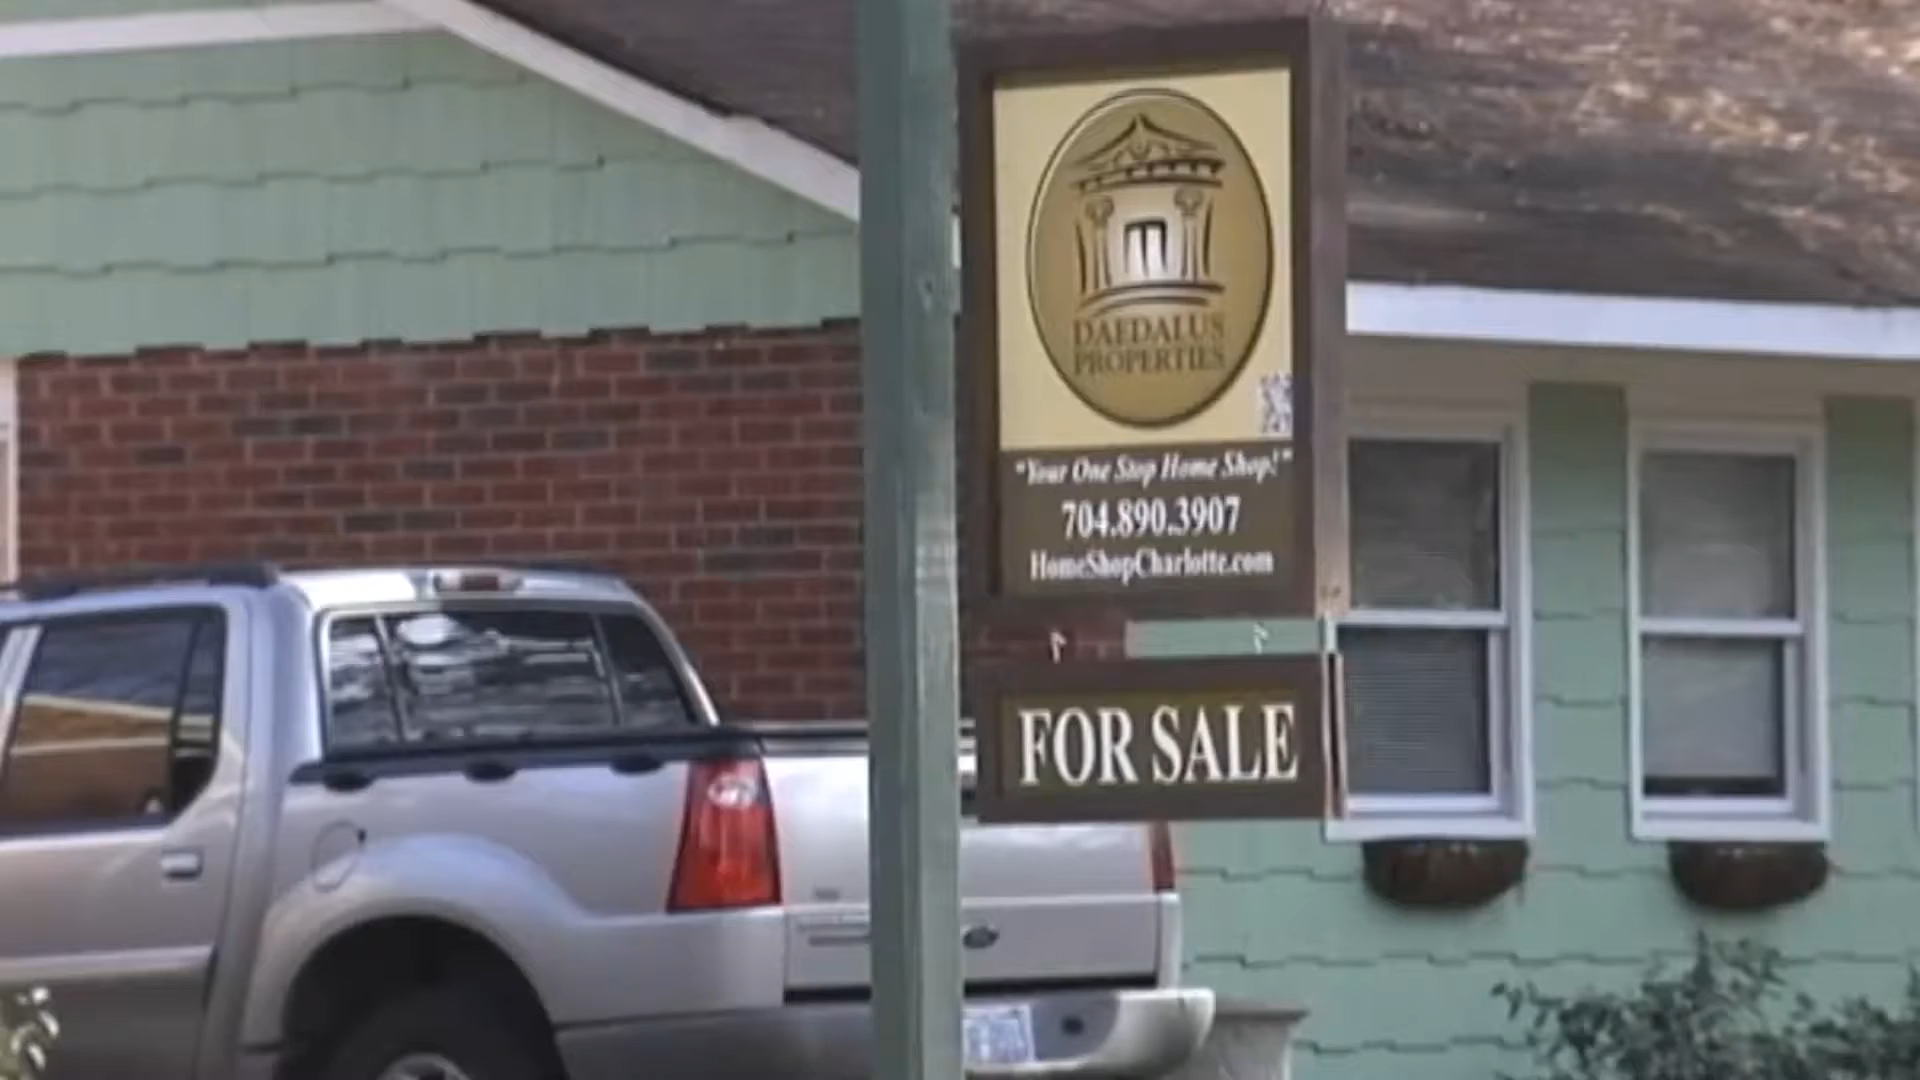 DAEDALUS
PROPERTIES
"Your One Stop Home Shop!"
704.890.3907
HomeShopCharlotte.com
FOR SALE